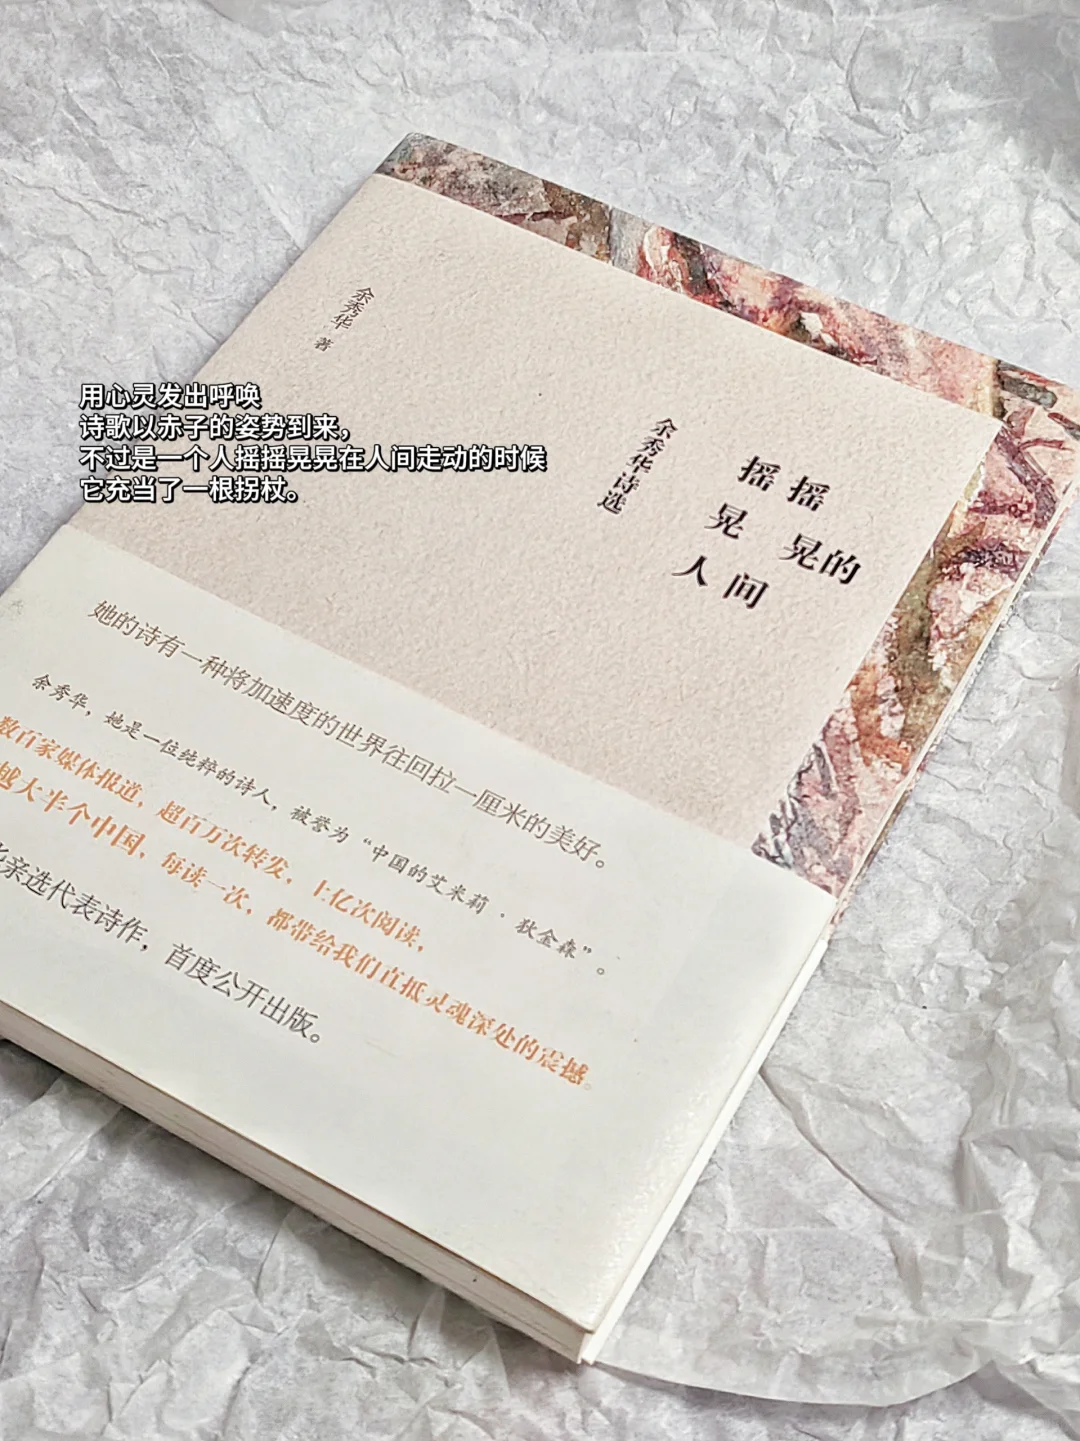 余秀华 著
用心灵发出呼唤
诗歌以赤子的姿势到来，
不过是一个人摇摇晃晃在人间走动的时候
它充当了一根拐杖。
余秀华诗选
摇摇
晃晃的
人间
她的诗有一种将加速度的世界往回拉一厘米的美好。
余秀华，她是一位纯粹的诗人，被誉为“中国的艾米莉·狄金森”。
数百家媒体报道，超百万次转发，上亿次阅读，
越大半个中国，每读一次，都带给我们直抵灵魂深处的震撼。
亲选代表诗作，首度公开出版。